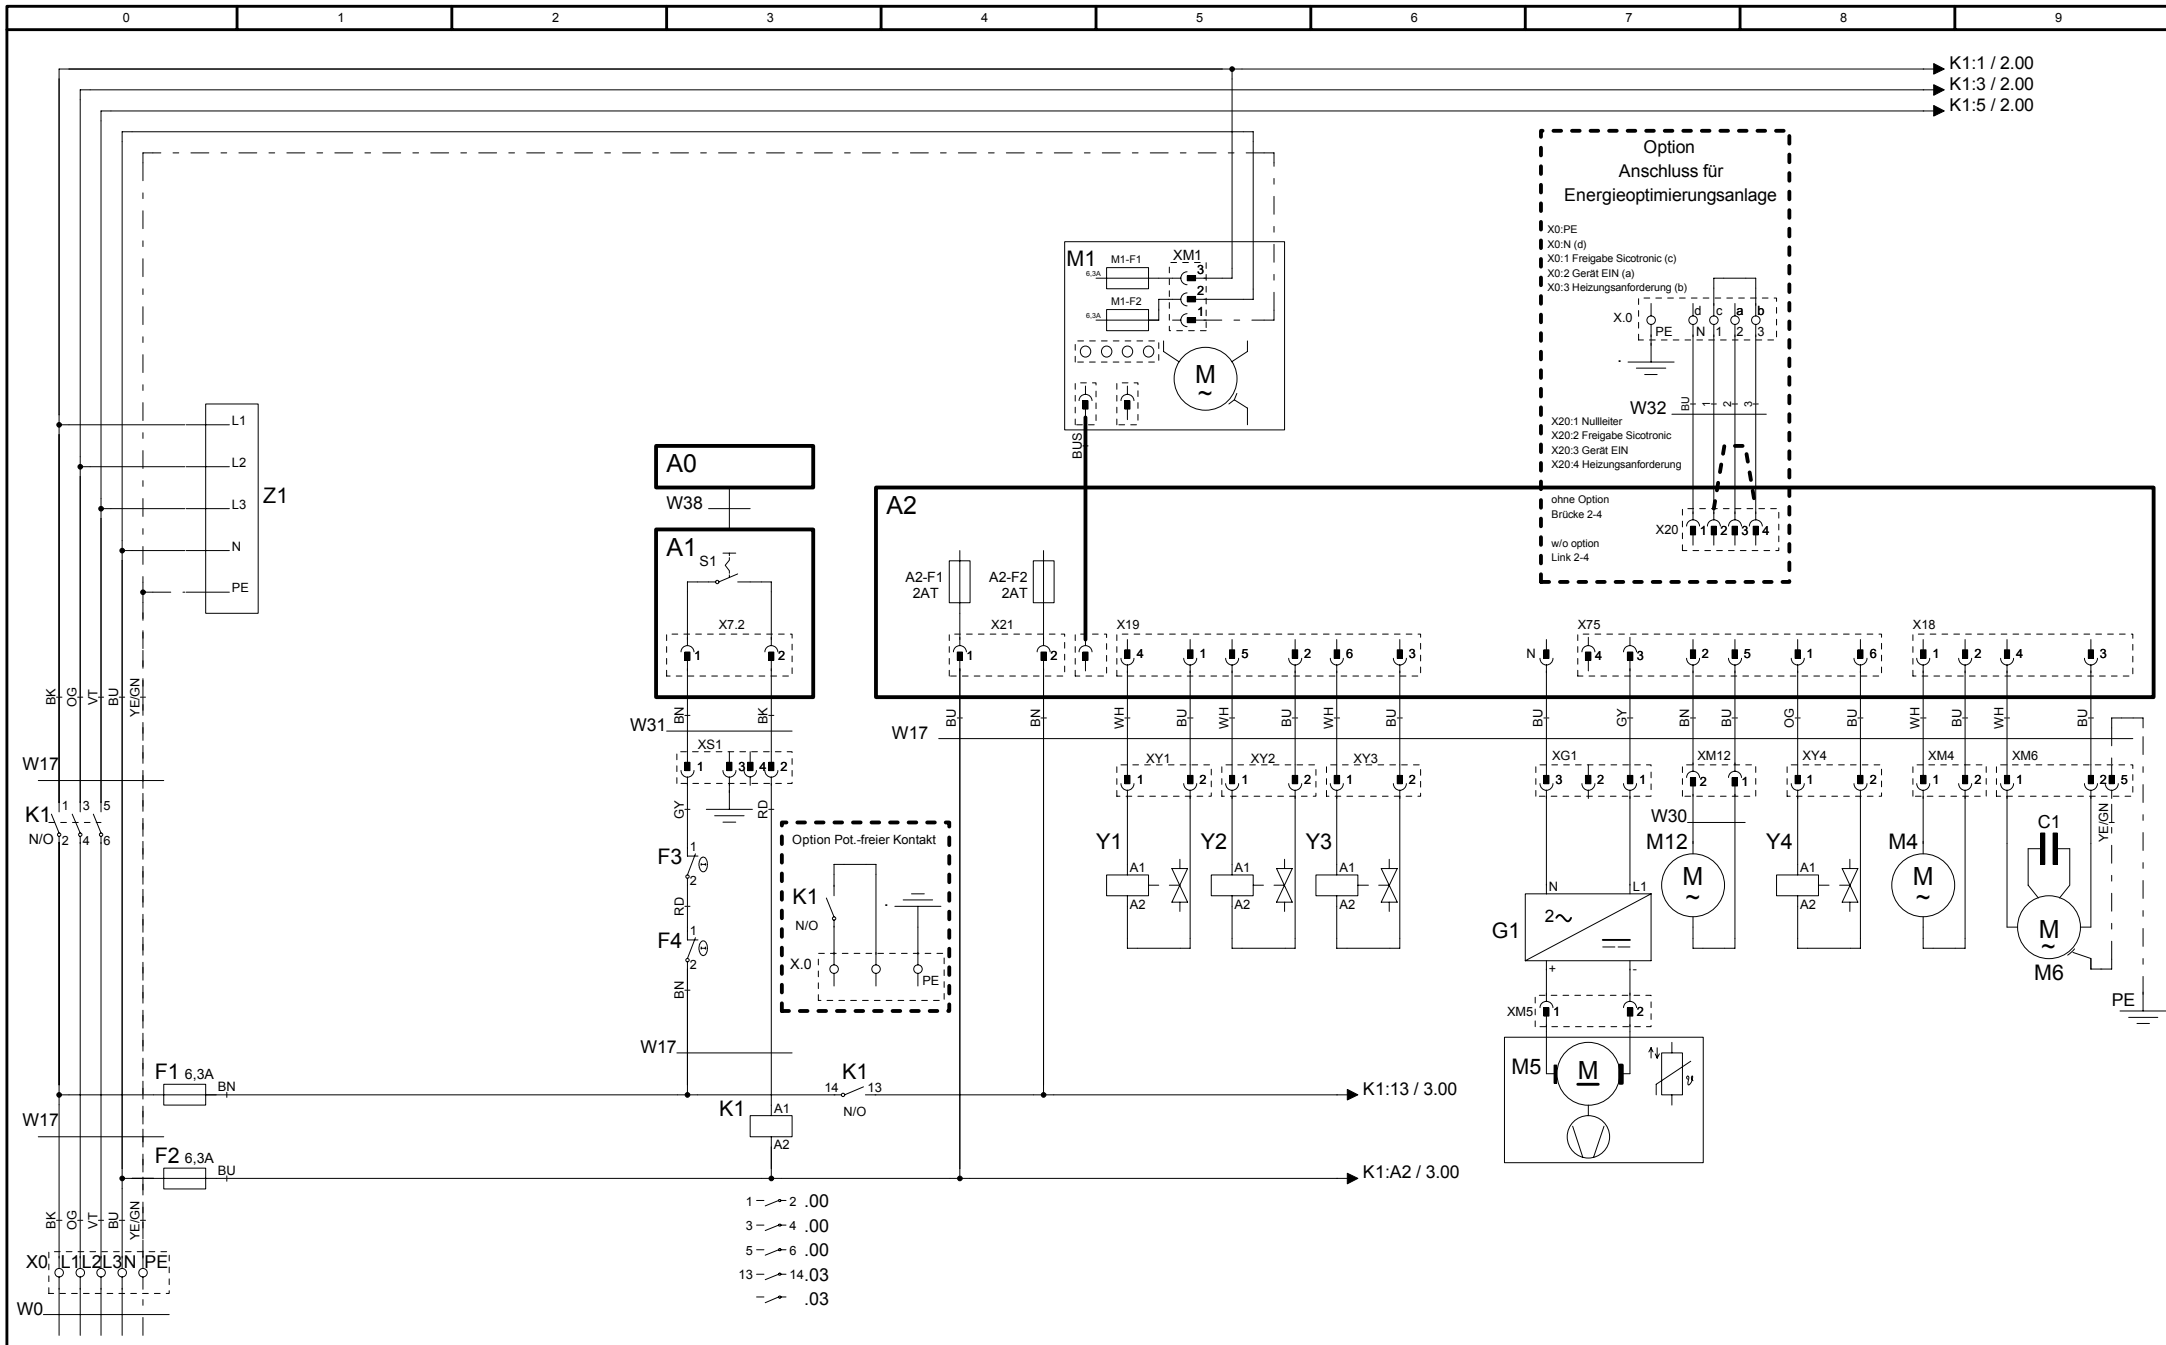 0 1 2 3 4 5 6 7 8 9
K1:1 / 2.00
K1:3 / 2.00
K1:5 / 2.00
Option
Anschluss für
Energieoptimierungsanlage
X0:PE
X0:N (d)
X0:1 Freigabe Sicotronic (c)
X0:2 Gerät EIN (a)
X0:3 Heizungsanforderung (b)
X.0 d c a b
PE N 1 2 3
W32 BU 1 2 3
X20:1 Nullleiter
X20:2 Freigabe Sicotronic
X20:3 Gerät EIN
X20:4 Heizungsanforderung
ohne Option
Brücke 2-4
w/o option
Link 2-4
X20 1 2 3 4
M1 M1-F1 XM1
6,3A 3
M1-F2 2
6,3A 1
M
~
BUS
L1
L2
L3
N
PE
Z1
A0
W38
A1
S1
X7.2
1 2
A2
A2-F1
2AT
A2-F2
2AT
X21
1 2
X19
4 1 5 2 6 3
N
X75
4 3 2 5 1 6
X18
1 2 4 3
BK OG VT BU YE/GN
W17
W31 BN BK
XS1
1 3 4 2
GY RD
W17 BU BN WH BU WH BU WH BU BU GY BN BU OG BU WH BU WH BU
XY1 XY2 XY3 XG1 XM12 XY4 XM4 XM6
1 2 1 2 1 2 3 2 1 2 1 1 2 1 2 1 2 5
YE/GN
K1 1 3 5
N/O 2 4 6
F3 1
2
RD
F4 1
2
BN
Option Pot.-freier Kontakt
K1
N/O
X.0
PE
Y1 A1
A2
Y2 A1
A2
Y3 A1
A2
G1 N L1
2~
+ -
XM5 1 2
M5 M
ϑ
W30
M12
M
~
Y4 A1
A2
M4
M
~
C1
M
~
M6
PE
W17
F1 6,3A BN
K1
14 13
N/O
K1:13 / 3.00
W17
K1 A1
A2
F2 6,3A BU
K1:A2 / 3.00
1 2 .00
3 4 .00
5 6 .00
13 14 .03
.03
BK OG VT BU YE/GN
X0 L1 L2 L3 N PE
W0